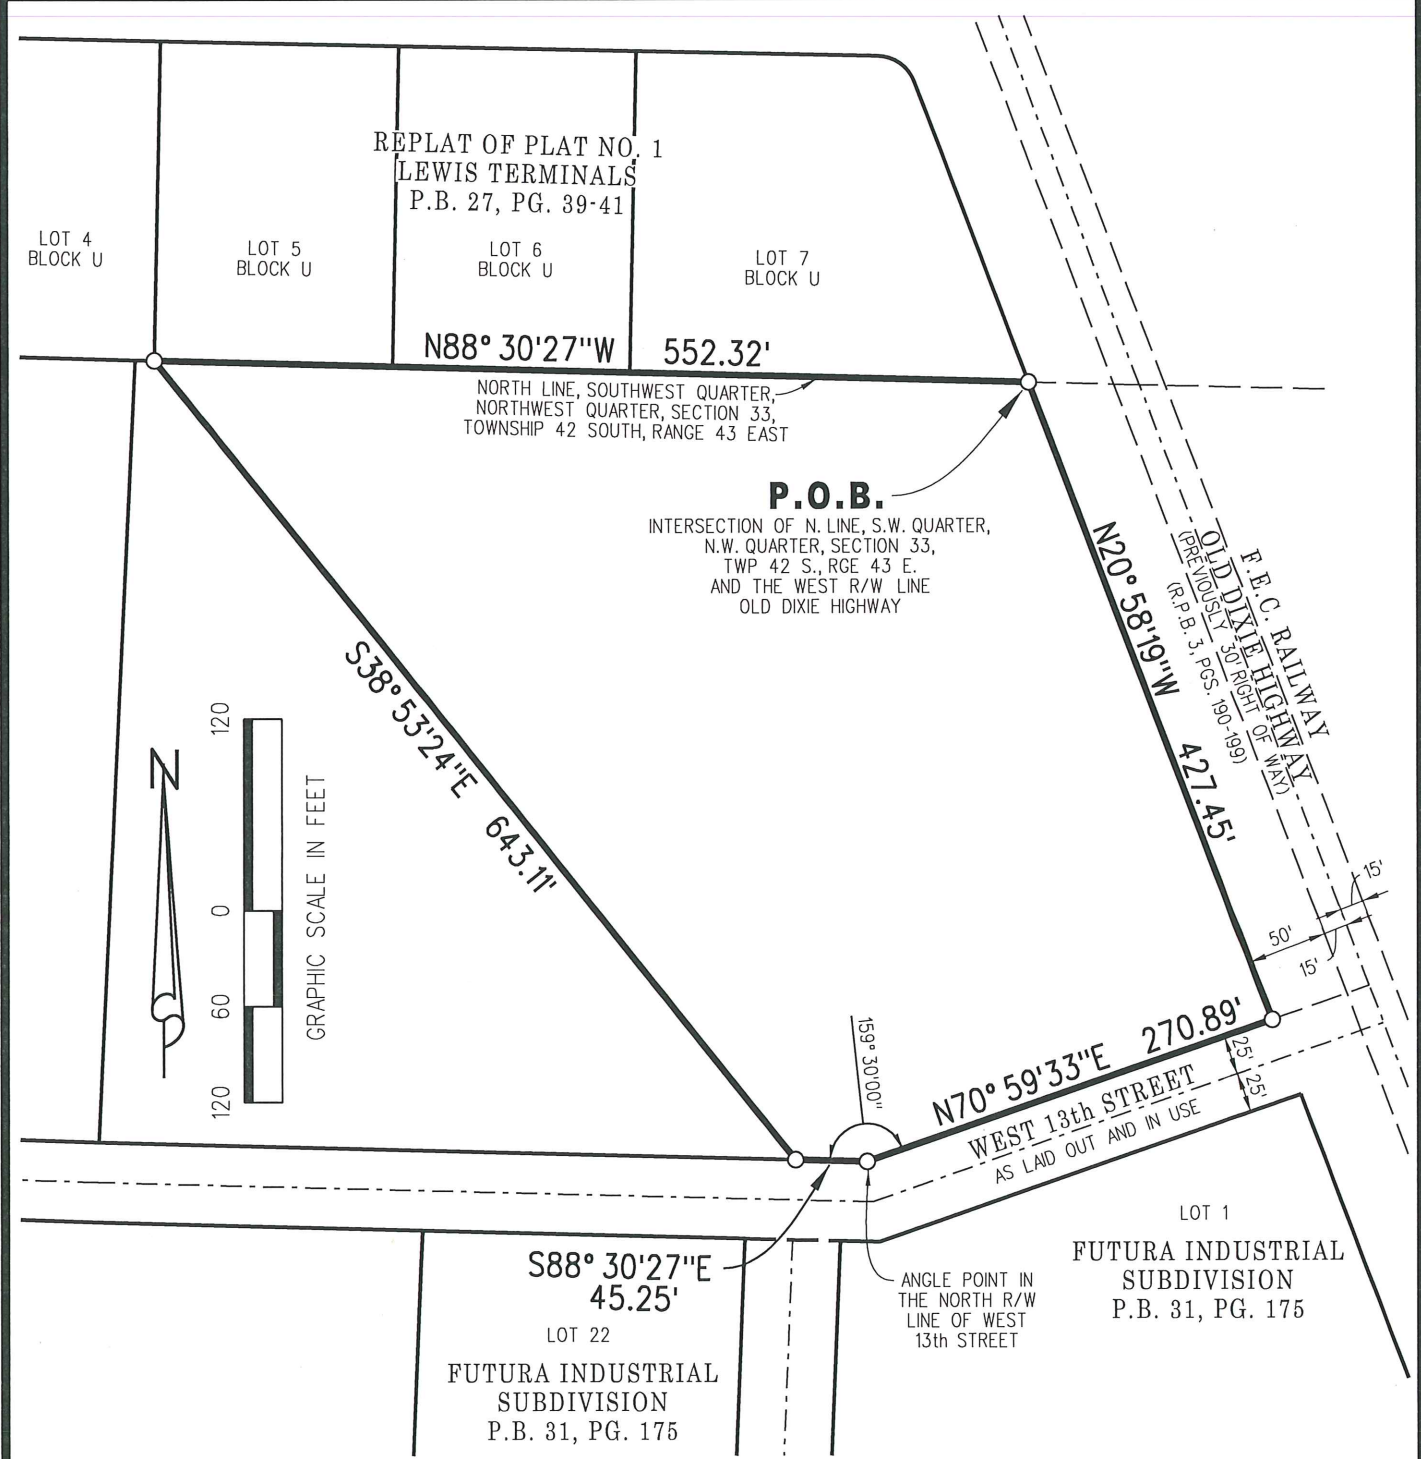 REPLAT OF PLAT NO. 1
LEWIS TERMINALS
P.B. 27, PG. 39-41
LOT 4
BLOCK U
LOT 5
BLOCK U
LOT 6
BLOCK U
LOT 7
BLOCK U
N88° 30'27"W 552.32'
NORTH LINE, SOUTHWEST QUARTER,
NORTHWEST QUARTER, SECTION 33,
TOWNSHIP 42 SOUTH, RANGE 43 EAST
P.O.B.
INTERSECTION OF N. LINE, S.W. QUARTER,
N.W. QUARTER, SECTION 33,
TWP 42 S., RGE 43 E.
AND THE WEST R/W LINE
OLD DIXIE HIGHWAY
N20° 58'19"W 427.45'
F.E.C. RAILWAY
OLD DIXIE HIGHWAY
(PREVIOUSLY 30' RIGHT OF WAY)
(R.P.B. 3, PGS. 190-199)
S38° 53'24"E 643.11'
N
120
0
60
120
GRAPHIC SCALE IN FEET
15'
50'
15'
159° 30'00"
N70° 59'33"E 270.89'
25'
25'
WEST 13th STREET
AS LAID OUT AND IN USE
S88° 30'27"E
45.25'
LOT 22
FUTURA INDUSTRIAL
SUBDIVISION
P.B. 31, PG. 175
ANGLE POINT IN
THE NORTH R/W
LINE OF WEST
13th STREET
LOT 1
FUTURA INDUSTRIAL
SUBDIVISION
P.B. 31, PG. 175